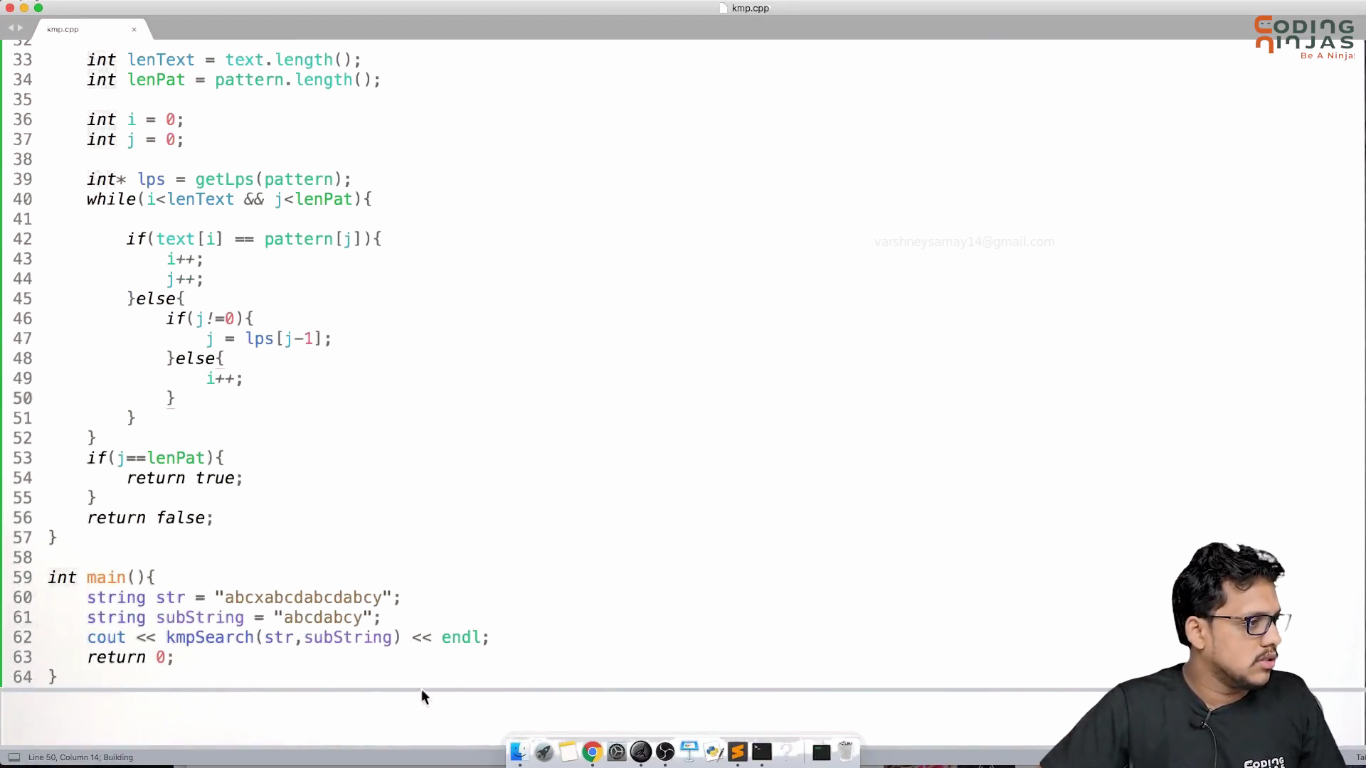 kmp.cpp
kmp.cpp
CODING
NINJAS
Be A Ninja!
32
33 int lenText = text.length();
34 int lenPat = pattern.length();
35
36 int i = 0;
37 int j = 0;
38
39 int* lps = getLps(pattern);
40 while(i<lenText && j<lenPat){
41
42 if(text[i] == pattern[j]){
43 i++;
44 j++;
45 }else{
46 if(j!=0){
47 j = lps[j-1];
48 }else{
49 i++;
50 }
51 }
52 }
53 if(j==lenPat){
54 return true;
55 }
56 return false;
57 }
58
59 int main(){
60 string str = "abcxabcdabcdabcy";
61 string subString = "abcdabcy";
62 cout << kmpSearch(str,subString) << endl;
63 return 0;
64 }
varshneysamay14@gmail.com
Line 50, Column 14; Building
CODING